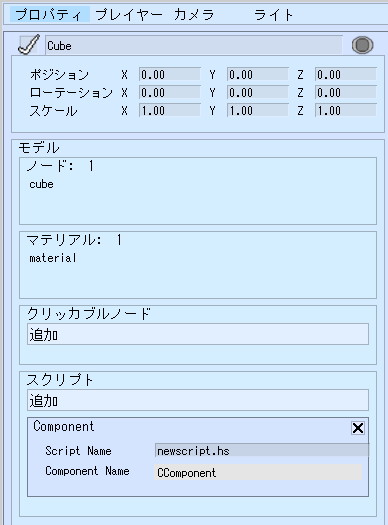 プロパティ プレイヤー カメラ ライト
Cube
ポジション X 0.00 Y 0.00 Z 0.00
ローテーション X 0.00 Y 0.00 Z 0.00
スケール X 1.00 Y 1.00 Z 1.00
モデル
ノード: 1
cube
マテリアル: 1
material
クリッカブルノード
追加
スクリプト
追加
Component
Script Name newscript.hs
Component Name CComponent